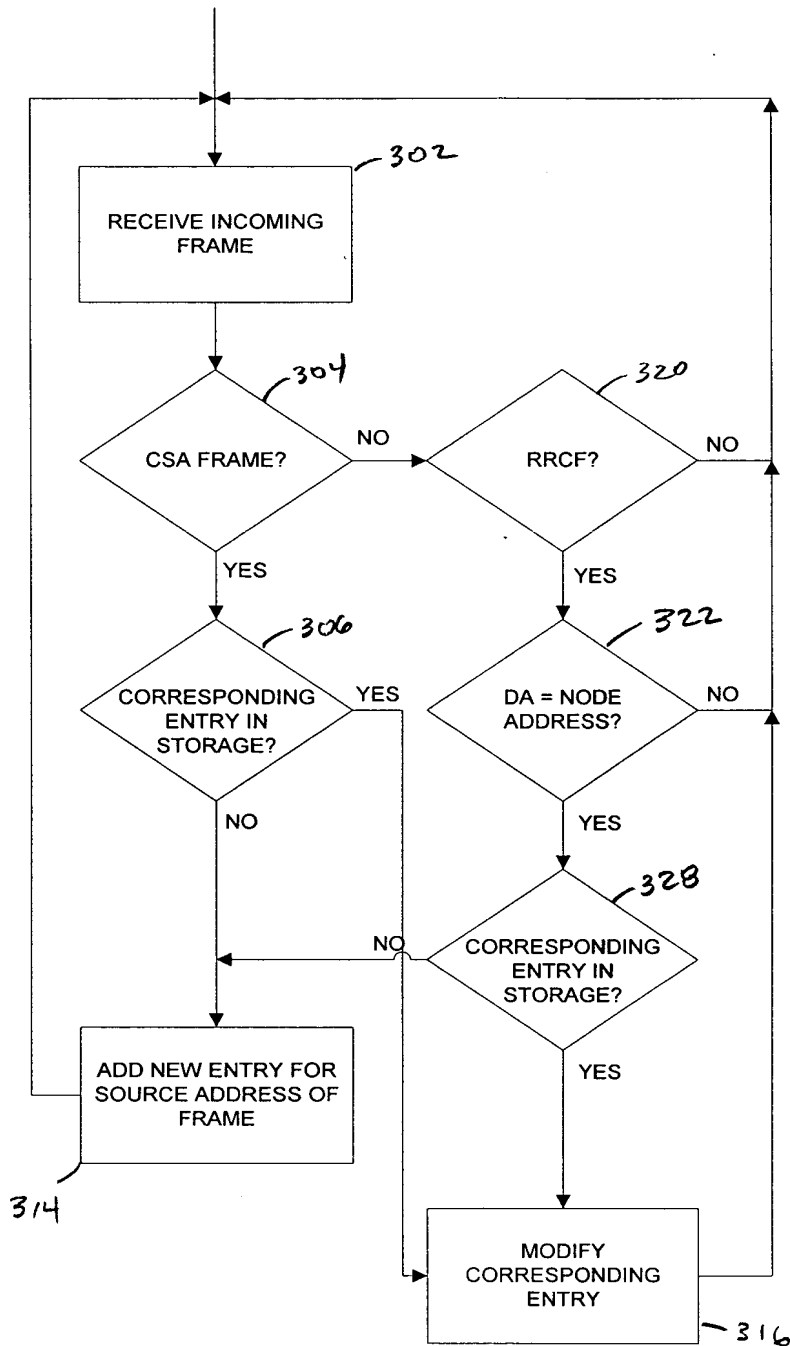 302
RECEIVE INCOMING
FRAME
304
CSA FRAME?
NO
320
RRCF?
NO
YES
YES
306
CORRESPONDING
ENTRY IN
STORAGE?
YES
322
DA = NODE
ADDRESS?
NO
NO
YES
328
NO
CORRESPONDING
ENTRY IN
STORAGE?
ADD NEW ENTRY FOR
SOURCE ADDRESS OF
FRAME
YES
314
MODIFY
CORRESPONDING
ENTRY
316